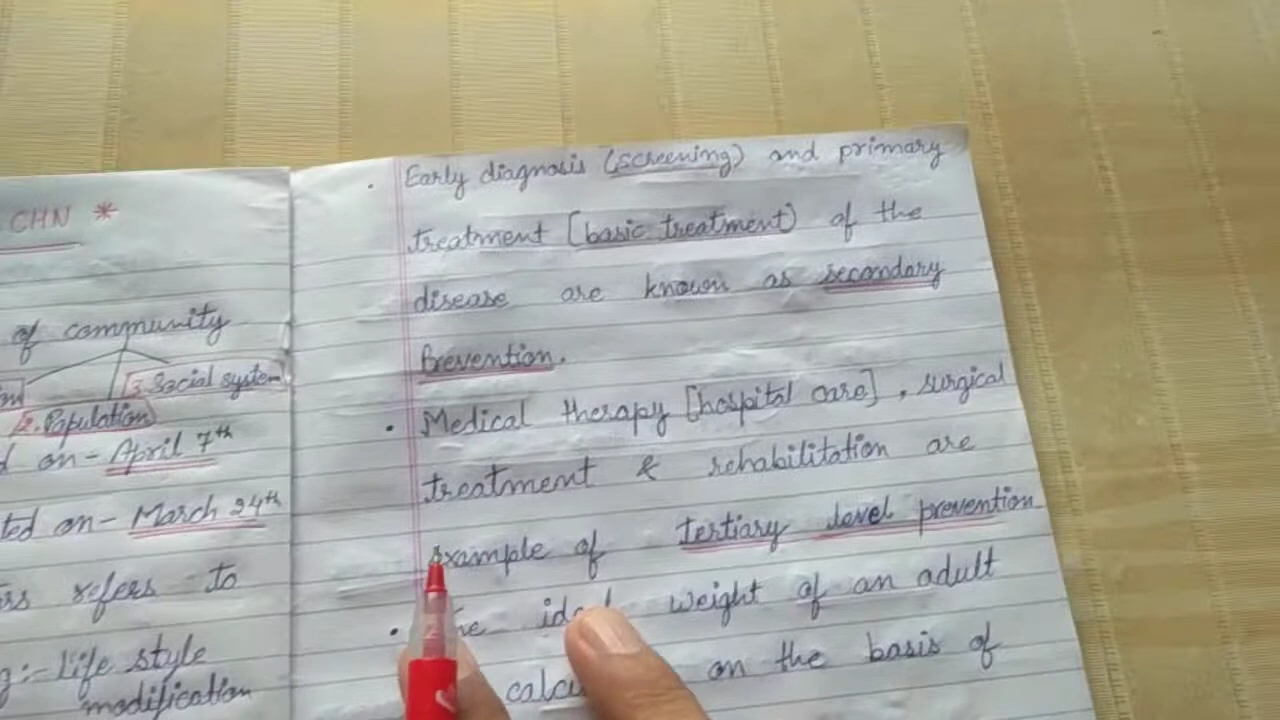 CHN *
of community
3. Social system
2. Population
on - April 7th
on - March 24th
refers to
:- Life style
modification
Early diagnosis (screening) and primary
treatment [basic treatment) of the
disease are known as secondary
Prevention.
Medical therapy [hospital care], surgical
treatment & rehabilitation are
example of tertiary level prevention
weight of an adult
on the basis of